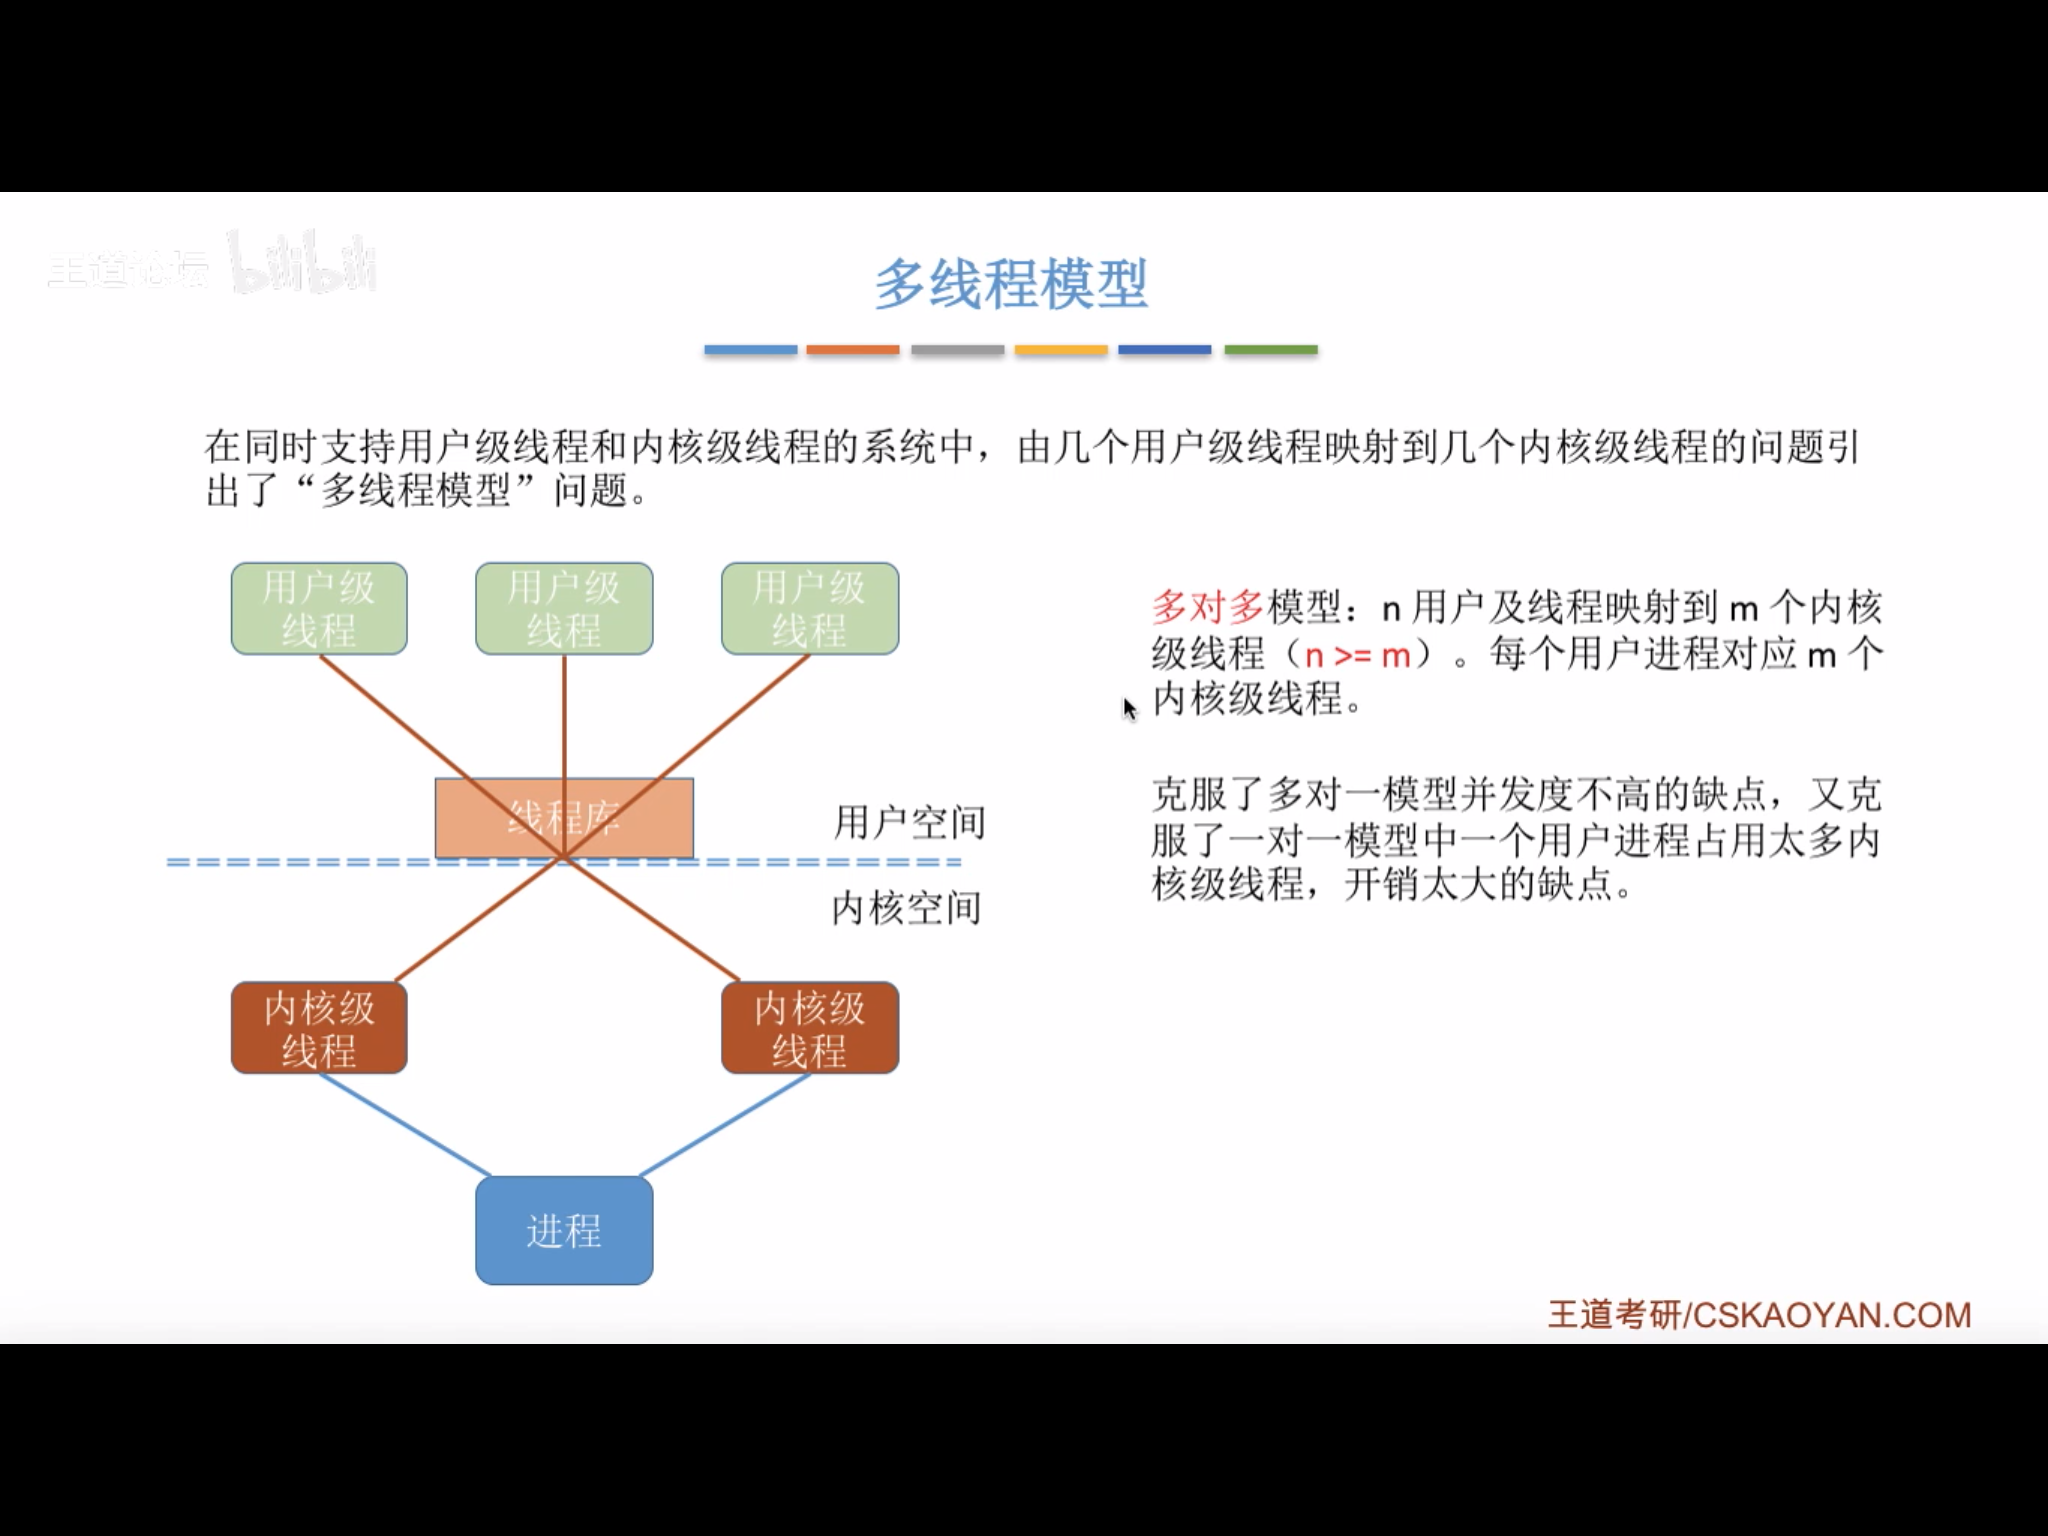 王道论坛 bilibili
多线程模型
在同时支持用户级线程和内核级线程的系统中，由几个用户级线程映射到几个内核级线程的问题引
出了“多线程模型”问题。
用户级
线程
用户级
线程
用户级
线程
线程库
用户空间
内核空间
内核级
线程
内核级
线程
进程
多对多模型：n 用户及线程映射到 m 个内核
级线程（n >= m）。每个用户进程对应 m 个
内核级线程。
克服了多对一模型并发度不高的缺点，又克
服了一对一模型中一个用户进程占用太多内
核级线程，开销太大的缺点。
王道考研/CSKAOYAN.COM